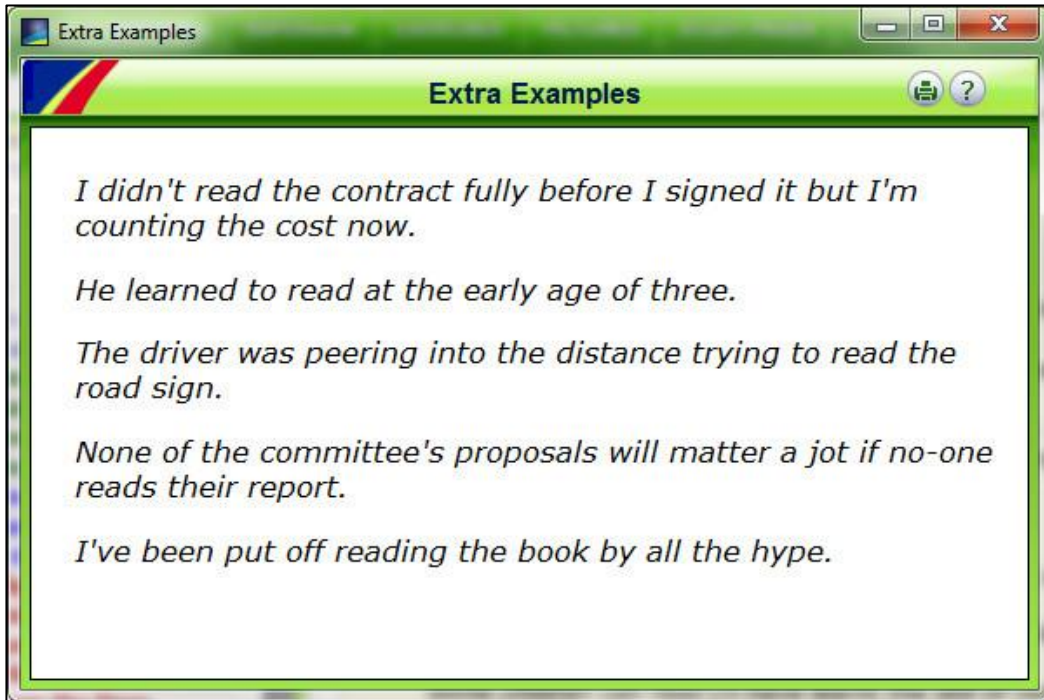 Extra Examples
Extra Examples
?
I didn't read the contract fully before I signed it but I'm
counting the cost now.
He learned to read at the early age of three.
The driver was peering into the distance trying to read the
road sign.
None of the committee's proposals will matter a jot if no-one
reads their report.
I've been put off reading the book by all the hype.